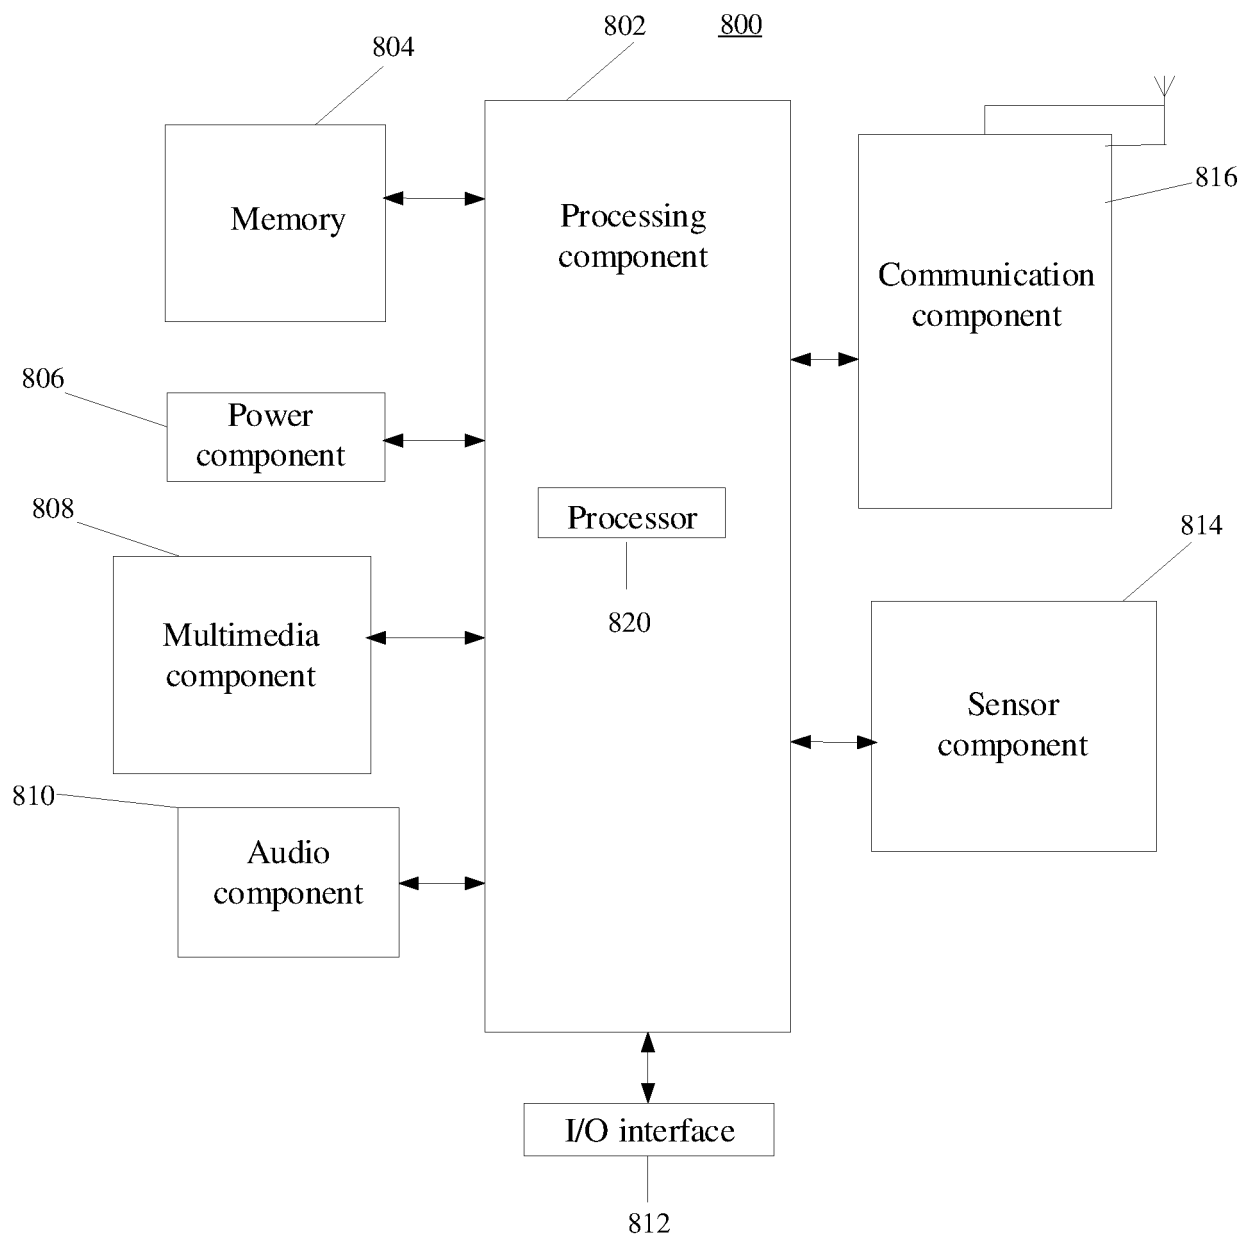 800
802
804
Memory
Processing
component
816
Communication
component
806
Power
component
808
Processor
820
814
Multimedia
component
Sensor
component
810
Audio
component
I/O interface
812